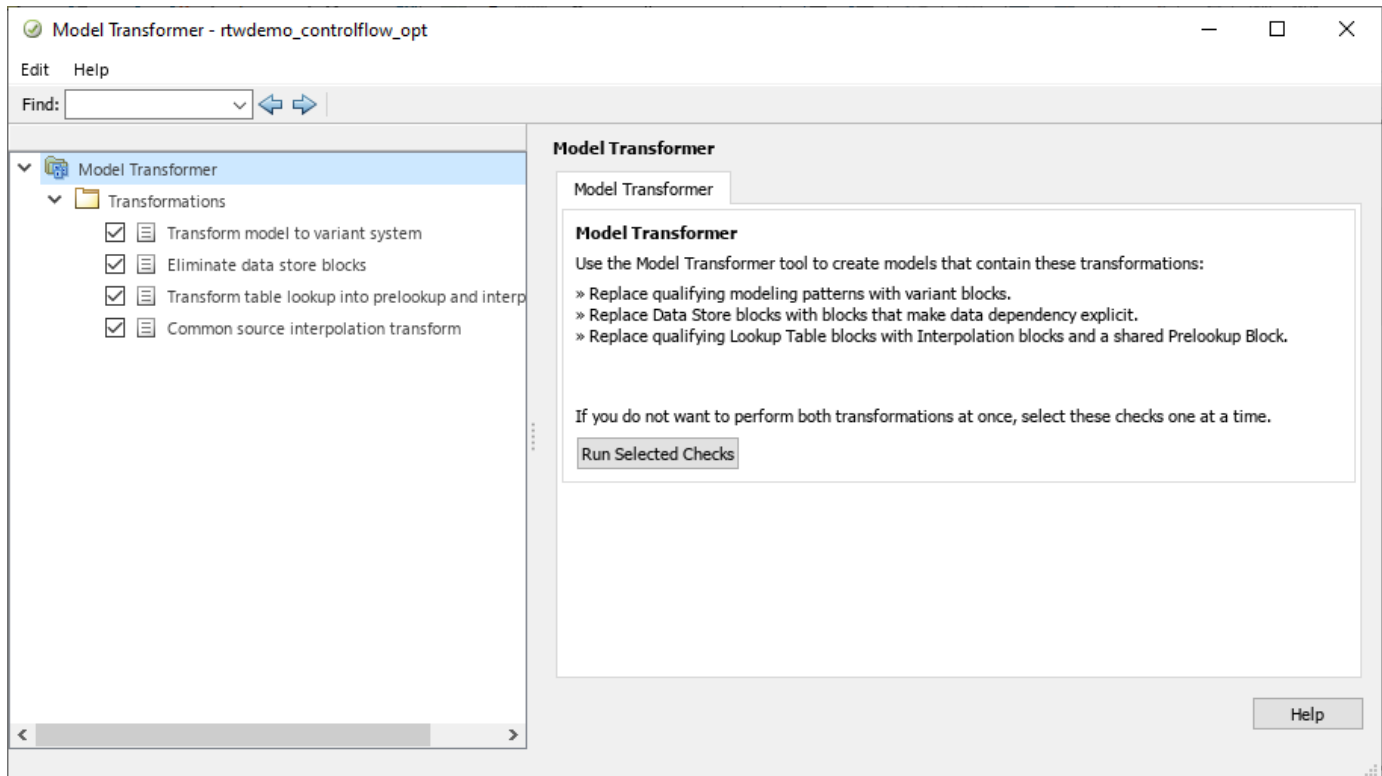 Model Transformer - rtwdemo_controlflow_opt
Edit Help
Find:
Model Transformer
Transformations
Transform model to variant system
Eliminate data store blocks
Transform table lookup into prelookup and interp
Common source interpolation transform
Model Transformer
Model Transformer
Model Transformer
Use the Model Transformer tool to create models that contain these transformations:
» Replace qualifying modeling patterns with variant blocks.
» Replace Data Store blocks with blocks that make data dependency explicit.
» Replace qualifying Lookup Table blocks with Interpolation blocks and a shared Prelookup Block.
If you do not want to perform both transformations at once, select these checks one at a time.
Run Selected Checks
Help